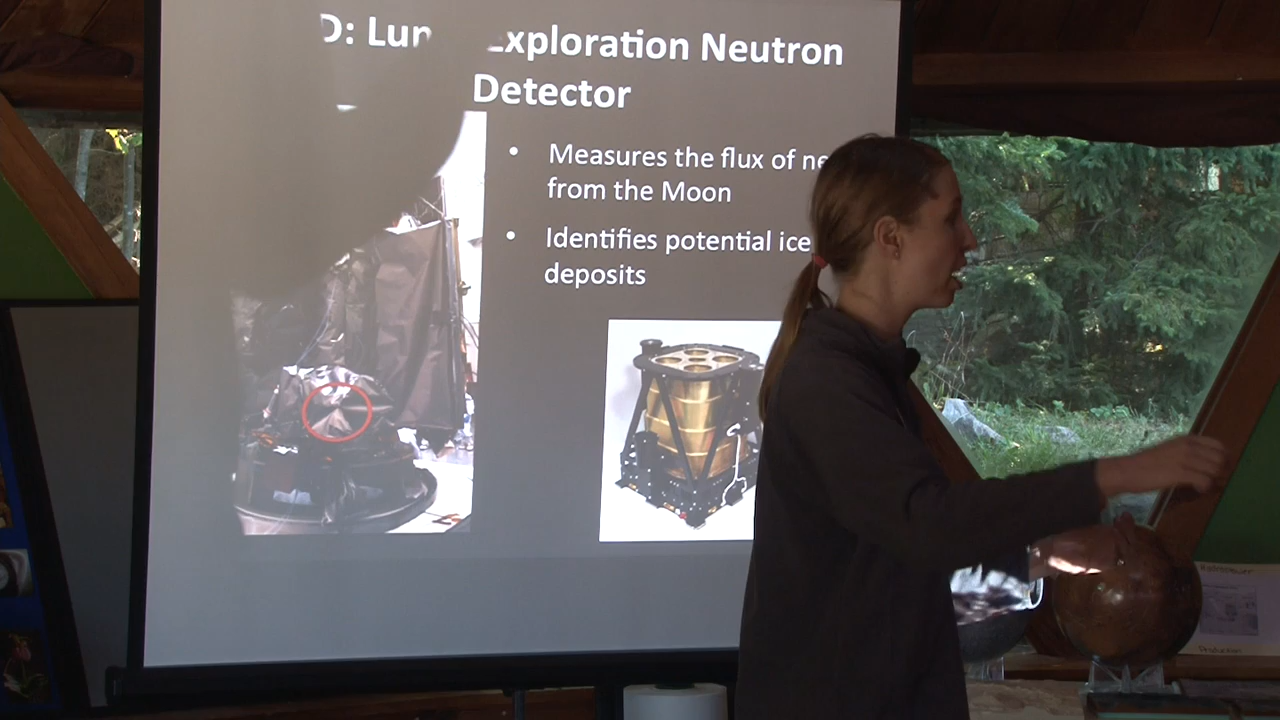 D: Lun Exploration Neutron
Detector
• Measures the flux of ne
from the Moon
• Identifies potential ice
deposits